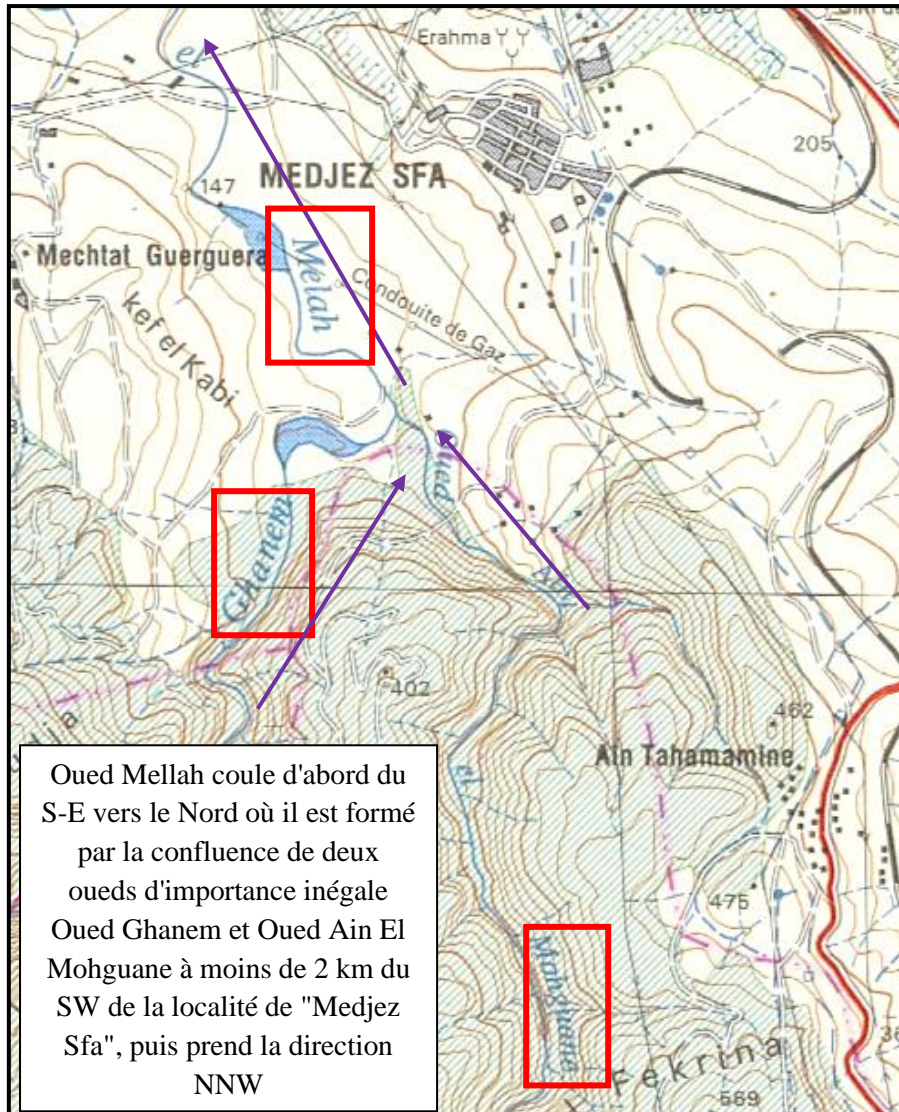 Erahma
205
el
MEDJEZ SFA
147
Mechtat Guerguera
Melah
Condouite de Gaz
kef el Kabi
Oued
Ghanem
Ain
402
462
Ain Tahamamine
el
475
Mohguane
Fekrina
569
Oued Mellah coule d'abord du
S-E vers le Nord où il est formé
par la confluence de deux
oueds d'importance inégale
Oued Ghanem et Oued Ain El
Mohguane à moins de 2 km du
SW de la localité de "Medjez
Sfa", puis prend la direction
NNW